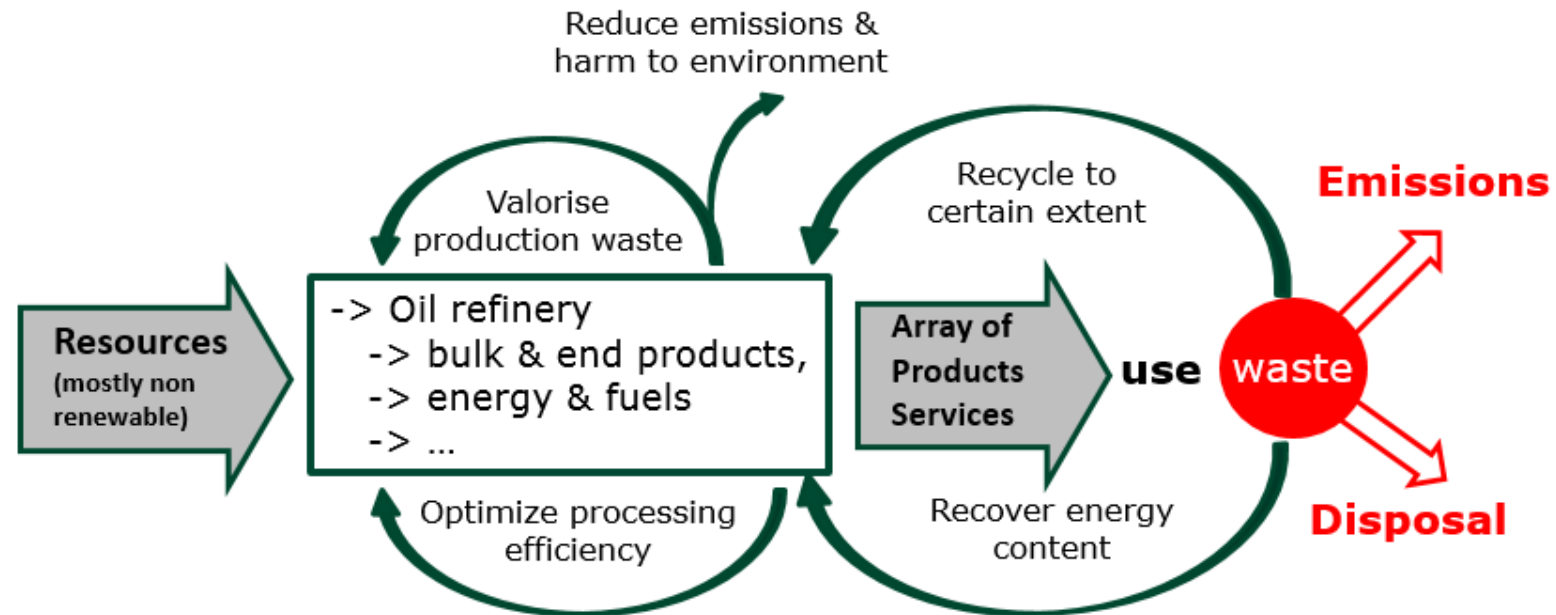 Reduce emissions &
harm to environment
Valorise
production waste
Recycle to
certain extent
Emissions
Resources
(mostly non
renewable)
-> Oil refinery
-> bulk & end products,
-> energy & fuels
-> ...
Array of
Products
Services
use
waste
Optimize processing
efficiency
Recover energy
content
Disposal